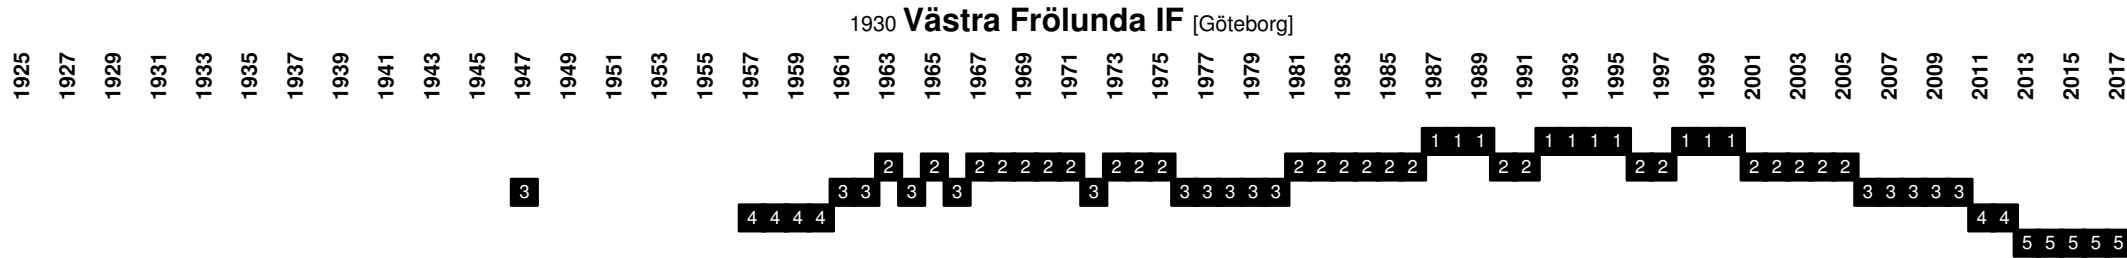 1930 Västra Frölunda IF [Göteborg]
1925 1927 1929 1931 1933 1935 1937 1939 1941 1943 1945 1947 1949 1951 1953 1955 1957 1959 1961 1963 1965 1967 1969 1971 1973 1975 1977 1979 1981 1983 1985 1987 1989 1991 1993 1995 1997 1999 2001 2003 2005 2007 2009 2011 2013 2015 2017
1 1 1 1 1 1 1 1 1 1
2 2 2 2 2 2 2 2 2 2 2 2 2 2 2 2 2 2 2 2 2 2 2 2 2
3 3 3 3 3 3 3 3 3 3 3 3 3 3 3 3
4 4 4 4 4 4
5 5 5 5 5